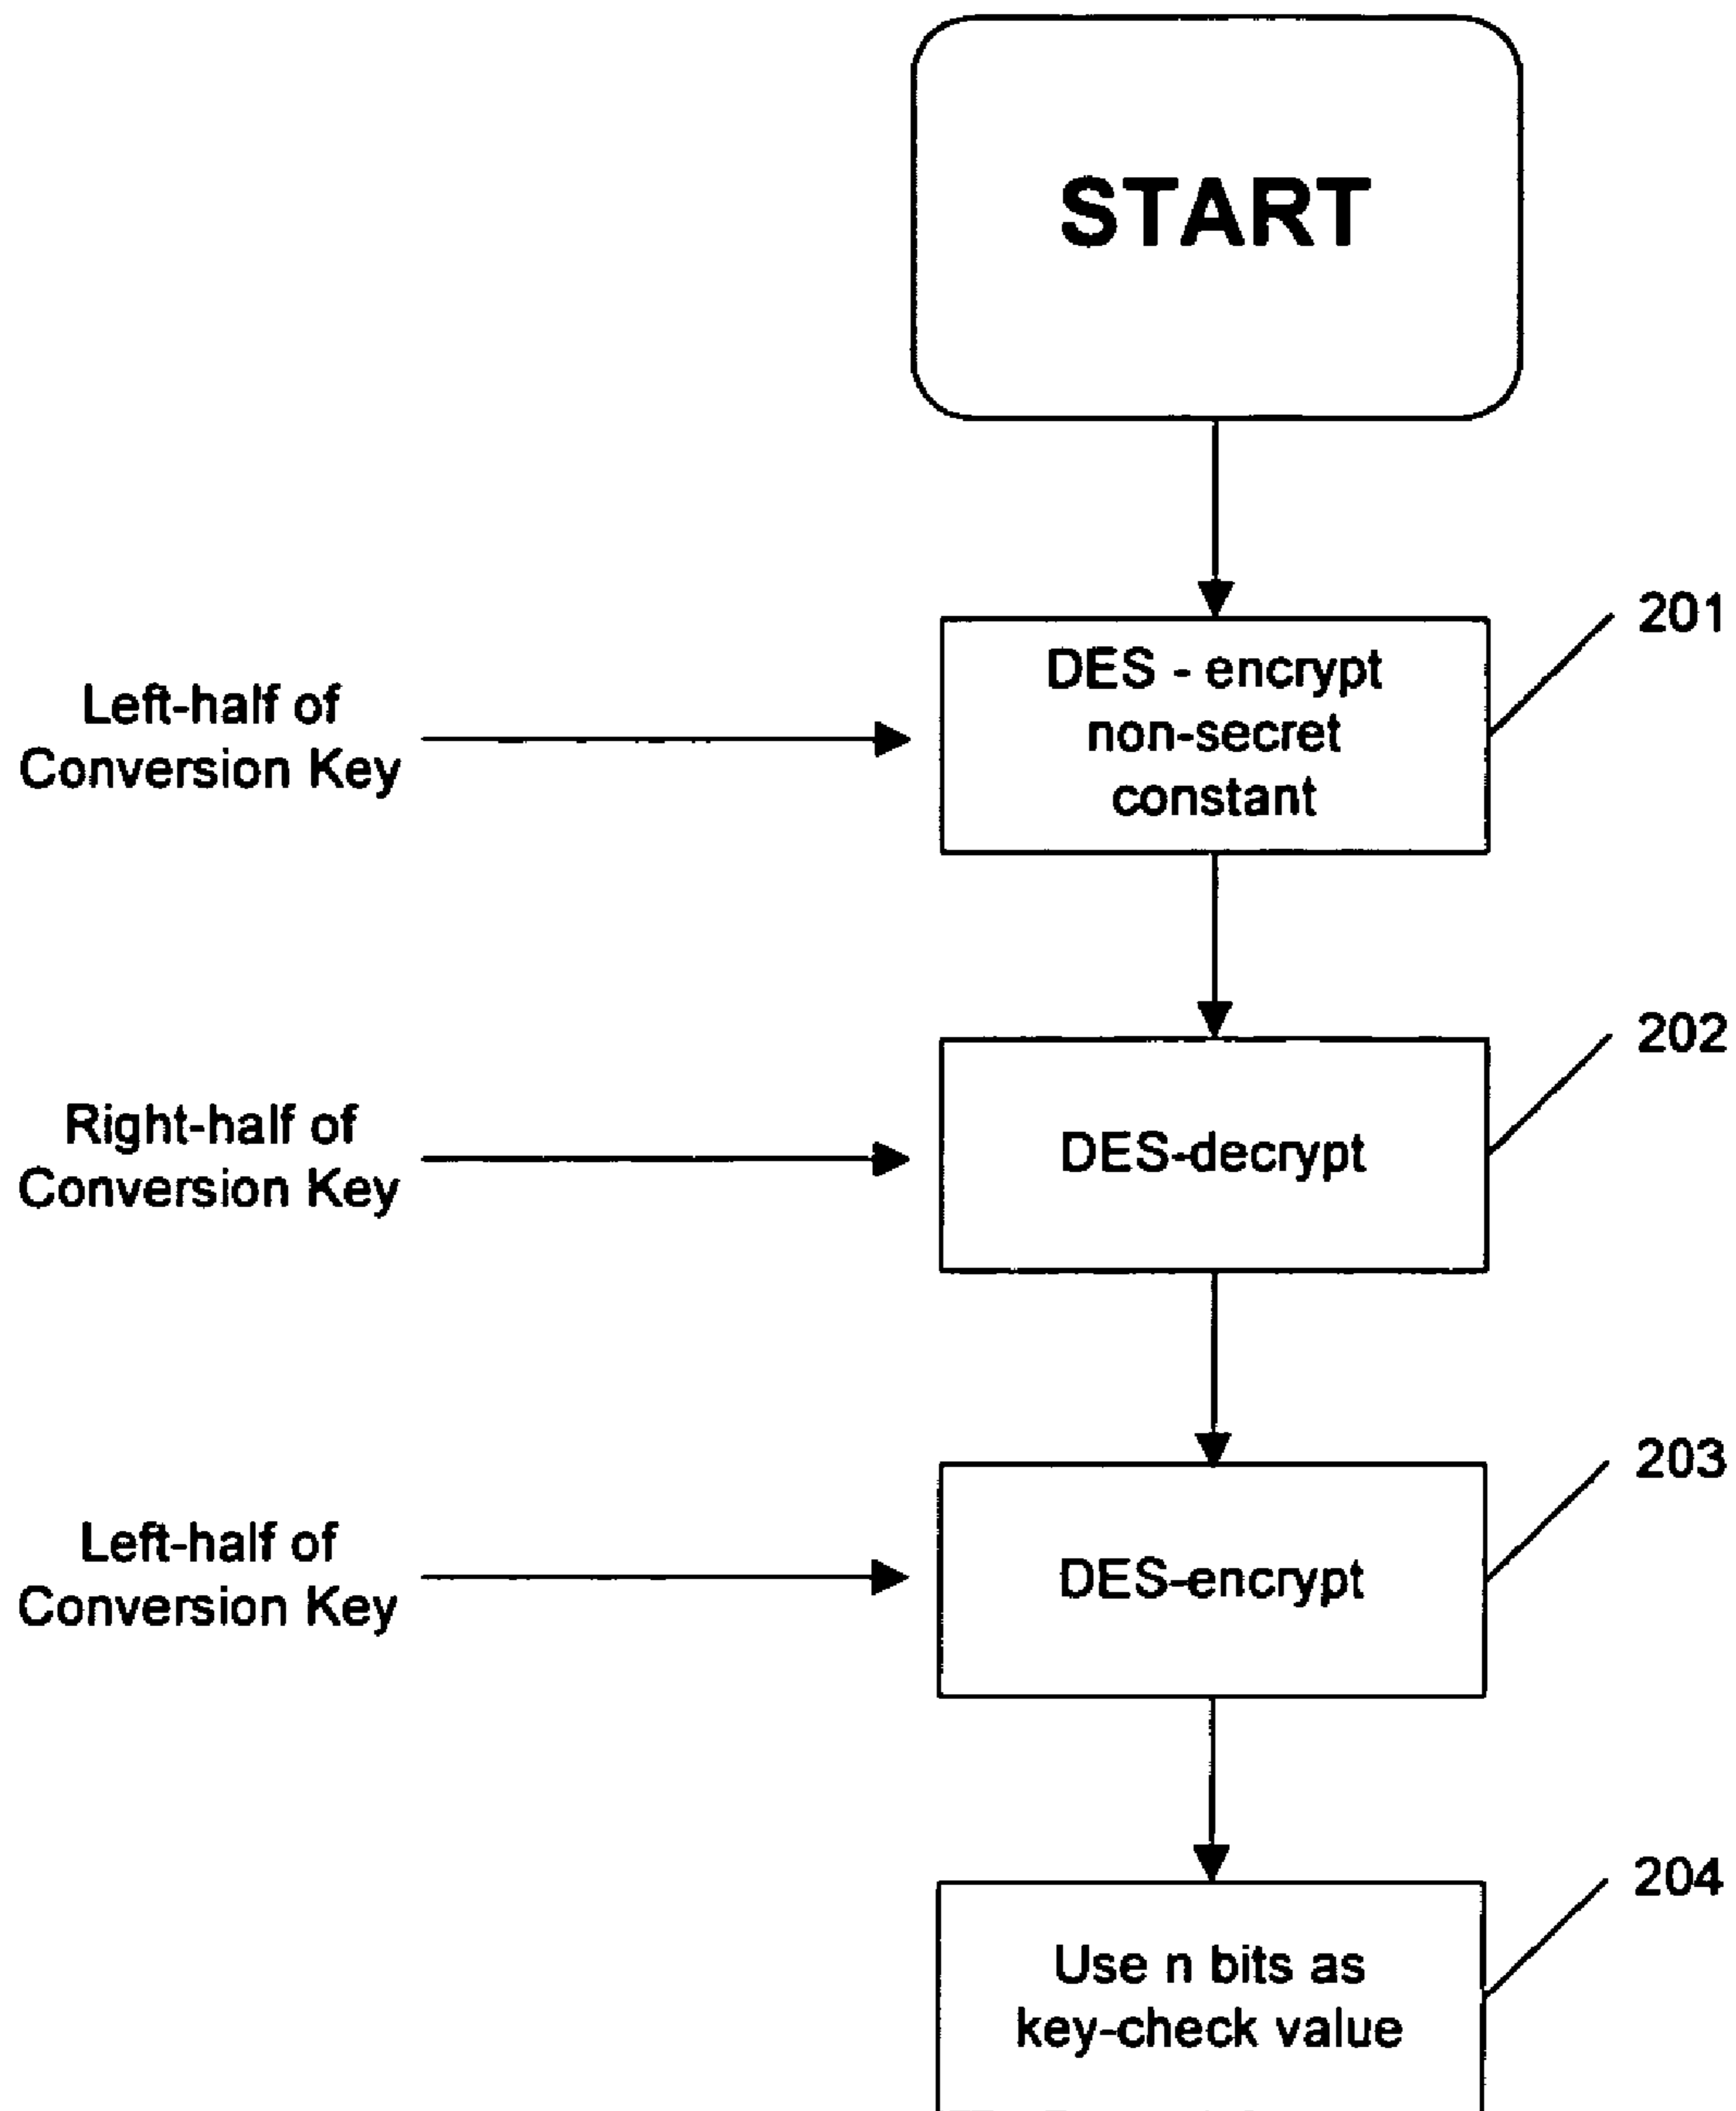 START
201
Left-half of
Conversion Key
DES - encrypt
non-secret
constant
202
Right-half of
Conversion Key
DES-decrypt
203
Left-half of
Conversion Key
DES-encrypt
204
Use n bits as
key-check value